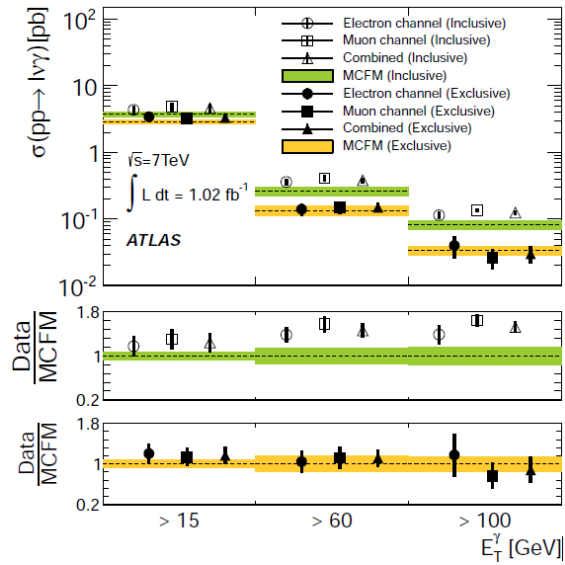 σ(pp→ lνγ)[pb]
10²
10
1
10⁻¹
10⁻²
Electron channel (Inclusive)
Muon channel (Inclusive)
Combined (Inclusive)
MCFM (Inclusive)
Electron channel (Exclusive)
Muon channel (Exclusive)
Combined (Exclusive)
MCFM (Exclusive)
√s=7TeV
∫ L dt = 1.02 fb⁻¹
ATLAS
Data
MCFM
1.8
1
0.2
Data
MCFM
1.8
1
0.2
> 15 > 60 > 100
E_T^γ [GeV]